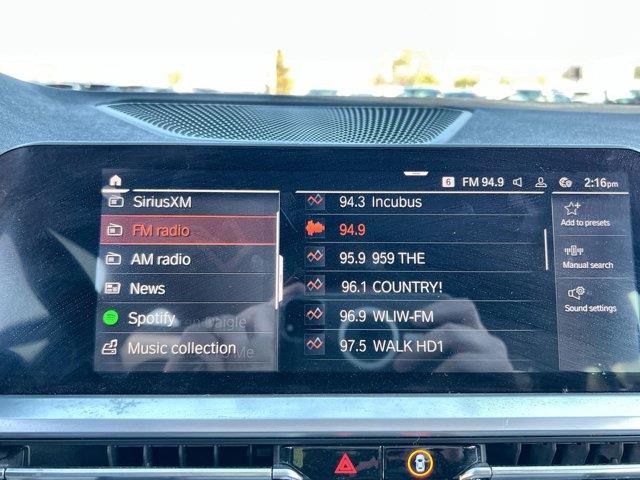 6 FM 94.9 2:16pm
SiriusXM
FM radio
AM radio
News
Spotify
Music collection
94.3 Incubus
94.9
95.9 959 THE
96.1 COUNTRY!
96.9 WLIW-FM
97.5 WALK HD1
Add to presets
Manual search
Sound settings
Daigle
Me